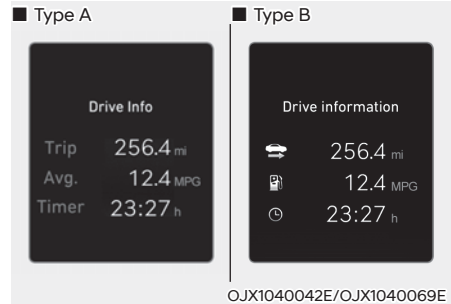 ■ Type A
Drive Info
Trip 256.4 mi
Avg. 12.4 MPG
Timer 23:27 h
■ Type B
Drive information
256.4 mi
12.4 MPG
23:27 h
OJX1040042E/OJX1040069E